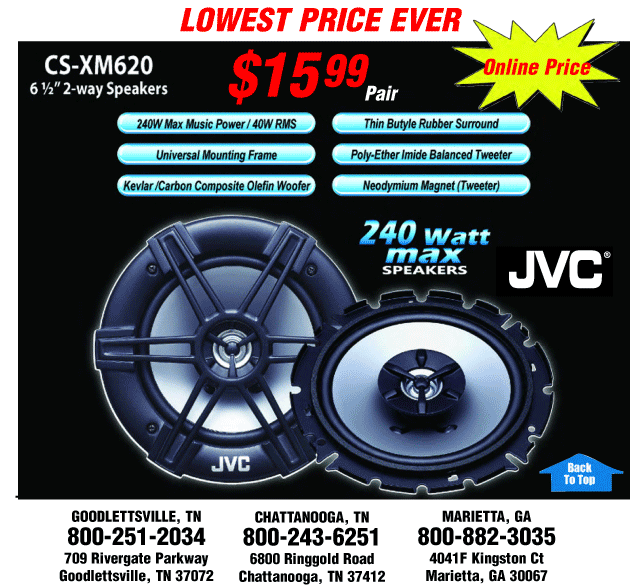 LOWEST PRICE EVER
CS-XM620
6 ½" 2-way Speakers
$15 99
Pair
Online Price
240W Max Music Power / 40W RMS
Thin Butyle Rubber Surround
Universal Mounting Frame
Poly-Ether Imide Balanced Tweeter
Kevlar /Carbon Composite Olefin Woofer
Neodymium Magnet (Tweeter)
240 Watt
max
SPEAKERS
JVC®
JVC
Back
To Top
GOODLETTSVILLE, TN
800-251-2034
709 Rivergate Parkway
Goodlettsville, TN 37072
CHATTANOOGA, TN
800-243-6251
6800 Ringgold Road
Chattanooga, TN 37412
MARIETTA, GA
800-882-3035
4041F Kingston Ct
Marietta, GA 30067